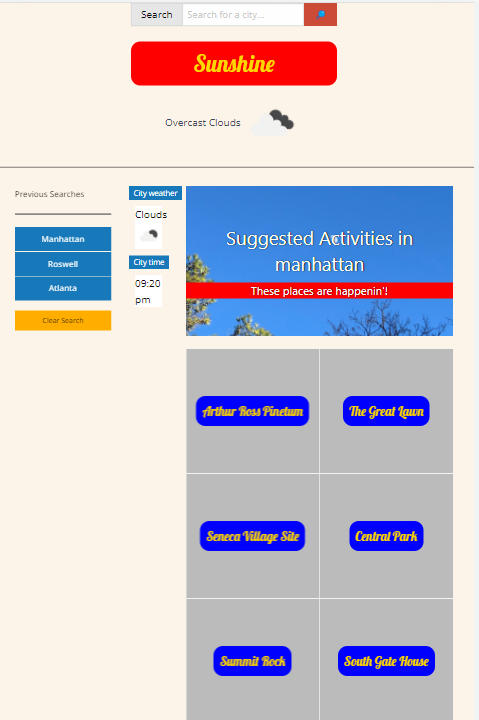 Search
Search for a city...
Sunshine
Overcast Clouds
Previous Searches
Manhattan
Roswell
Atlanta
Clear Search
City weather
Clouds
City time
09:20
pm
Suggested Activities in
manhattan
These places are happenin'!
Arthur Ross Pinetum
The Great Lawn
Seneca Village Site
Central Park
Summit Rock
South Gate House